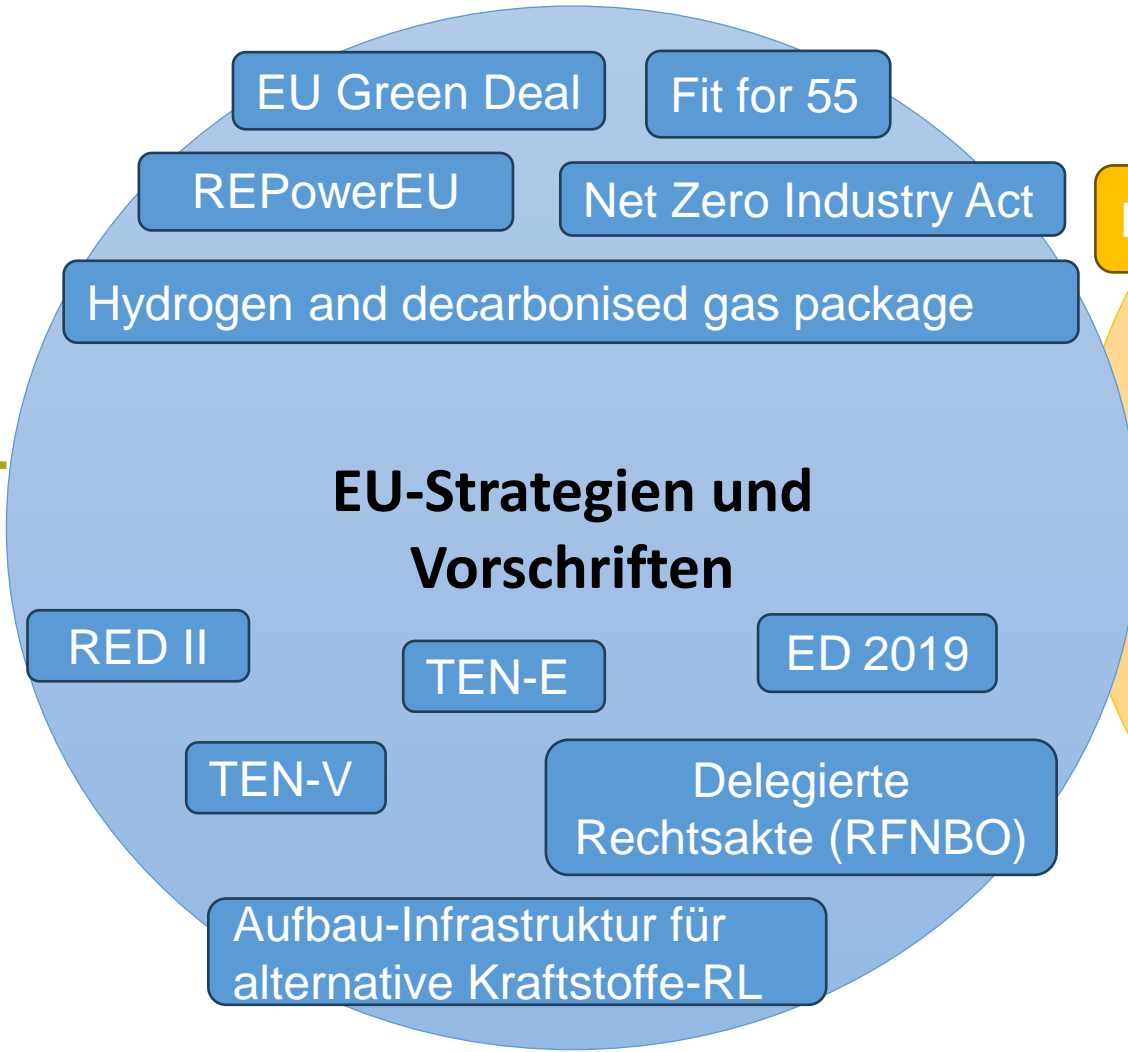 EU Green Deal
Fit for 55
REPowerEU
Net Zero Industry Act
Hydrogen and decarbonised gas package
EU-Strategien und
Vorschriften
RED II
TEN-E
ED 2019
TEN-V
Delegierte
Rechtsakte (RFNBO)
Aufbau-Infrastruktur für
alternative Kraftstoffe-RL